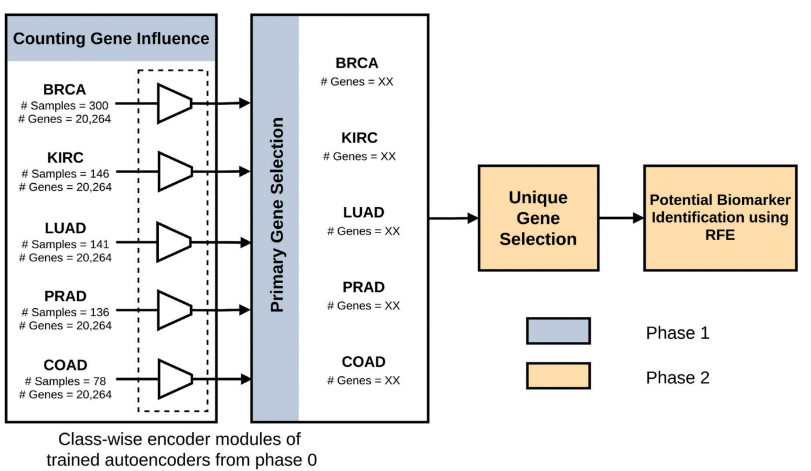 Counting Gene Influence
BRCA
# Samples = 300
# Genes = 20,264
KIRC
# Samples = 146
# Genes = 20,264
LUAD
# Samples = 141
# Genes = 20,264
PRAD
# Samples = 136
# Genes = 20,264
COAD
# Samples = 78
# Genes = 20,264
Class-wise encoder modules of
trained autoencoders from phase 0
Primary Gene Selection
BRCA
# Genes = XX
KIRC
# Genes = XX
LUAD
# Genes = XX
PRAD
# Genes = XX
COAD
# Genes = XX
Unique
Gene
Selection
Potential Biomarker
Identification using
RFE
Phase 1
Phase 2